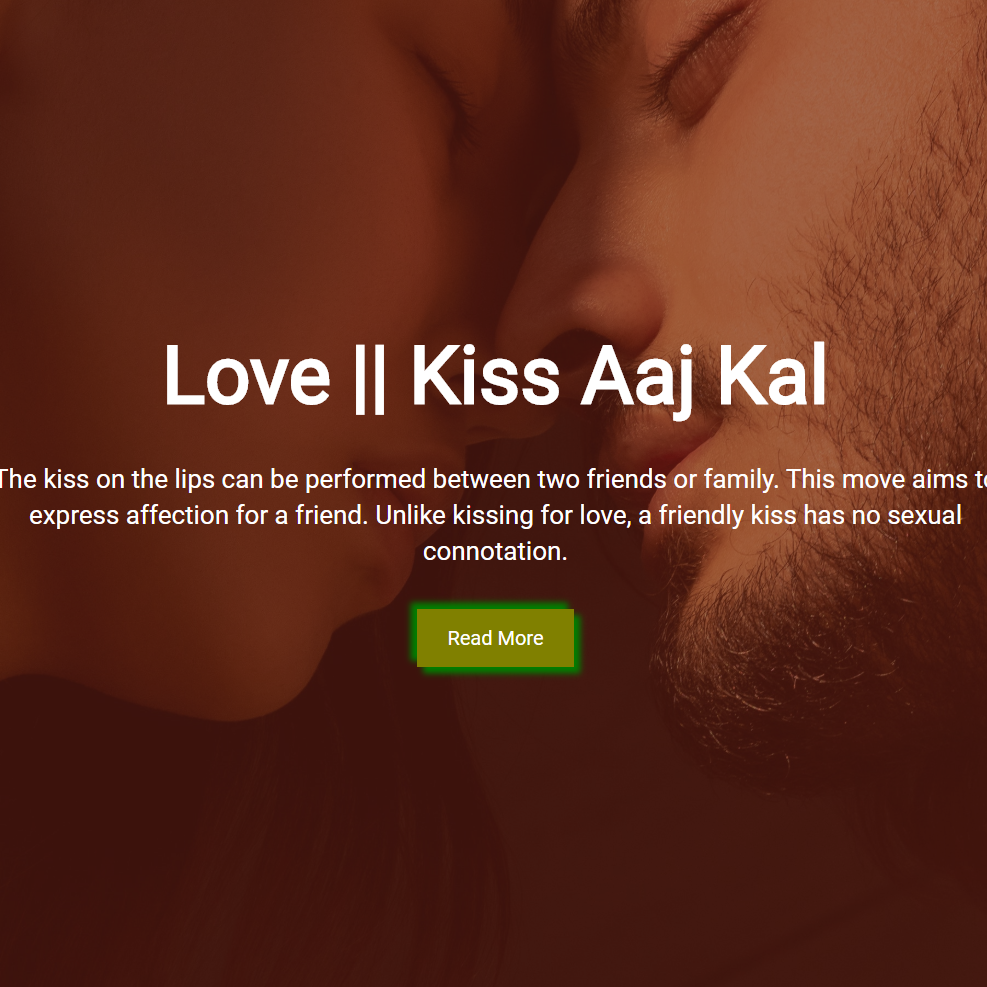 Love || Kiss Aaj Kal
The kiss on the lips can be performed between two friends or family. This move aims to
express affection for a friend. Unlike kissing for love, a friendly kiss has no sexual
connotation.
Read More